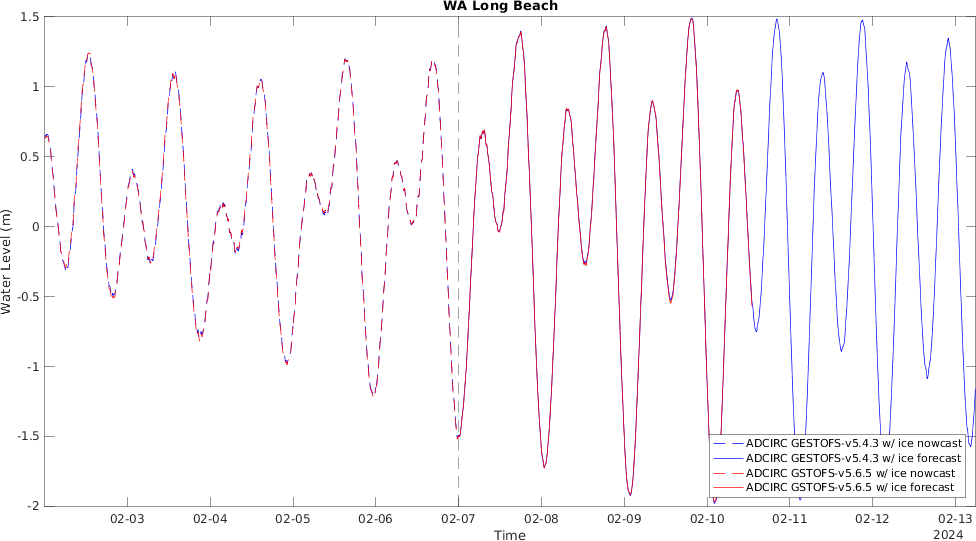 WA Long Beach
1.5
1
0.5
0
-0.5
-1
-1.5
-2
Water Level (m)
ADCIRC GESTOFS-v5.4.3 w/ ice nowcast
ADCIRC GESTOFS-v5.4.3 w/ ice forecast
ADCIRC GSTOFS-v5.6.5 w/ ice nowcast
ADCIRC GSTOFS-v5.6.5 w/ ice forecast
02-03 02-04 02-05 02-06 02-07 02-08 02-09 02-10 02-11 02-12 02-13
Time
2024